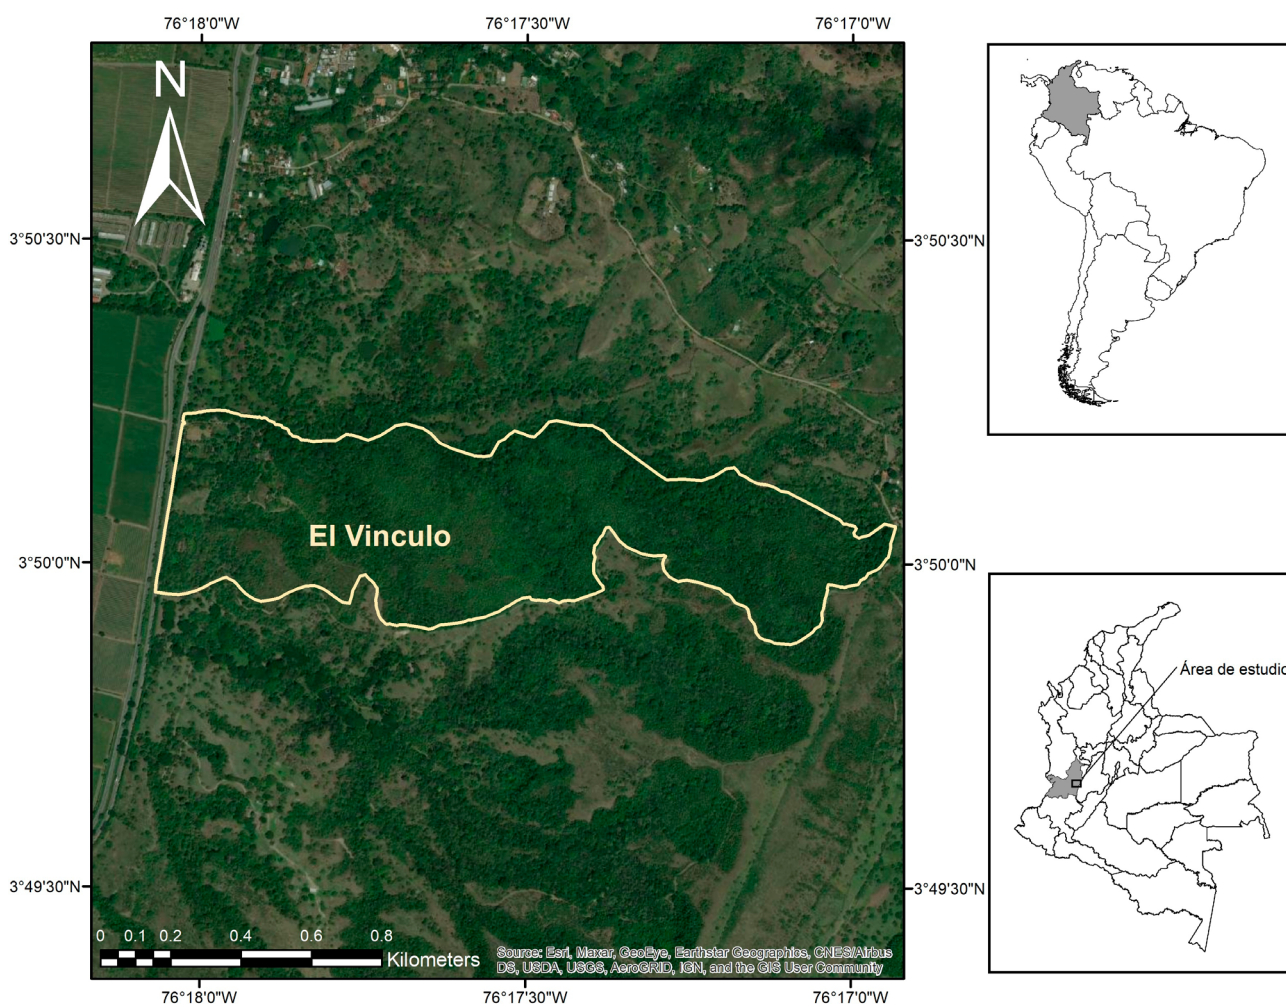 76°18'0"W
76°17'30"W
76°17'0"W
N
3°50'30"N
3°50'30"N
El Vinculo
3°50'0"N
3°50'0"N
Área de estudio
3°49'30"N
3°49'30"N
0 0.1 0.2 0.4 0.6 0.8
Kilometers
Source: Esri, Maxar, GeoEye, Earthstar Geographics, CNES/Airbus
DS, USDA, USGS, AeroGRID, IGN, and the GIS User Community
76°18'0"W
76°17'30"W
76°17'0"W